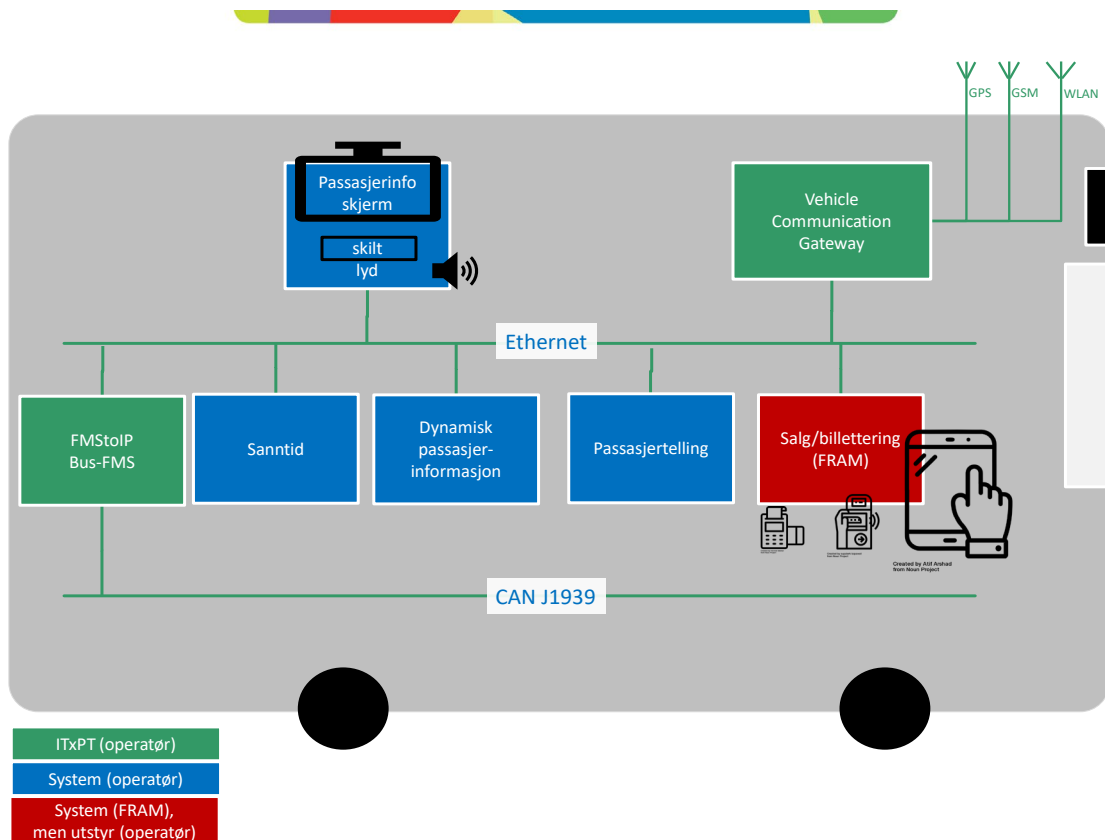 GPS
GSM
WLAN
Passasjerinfo
skjerm
skilt
lyd
Vehicle
Communication
Gateway
Ethernet
FMStoIP
Bus-FMS
Sanntid
Dynamisk
passasjer-
informasjon
Passasjertelling
Salg/billettering
(FRAM)
Created by Atif Arshad
from Noun Project
CAN J1939
ITxPT (operatør)
System (operatør)
System (FRAM),
men utstyr (operatør)